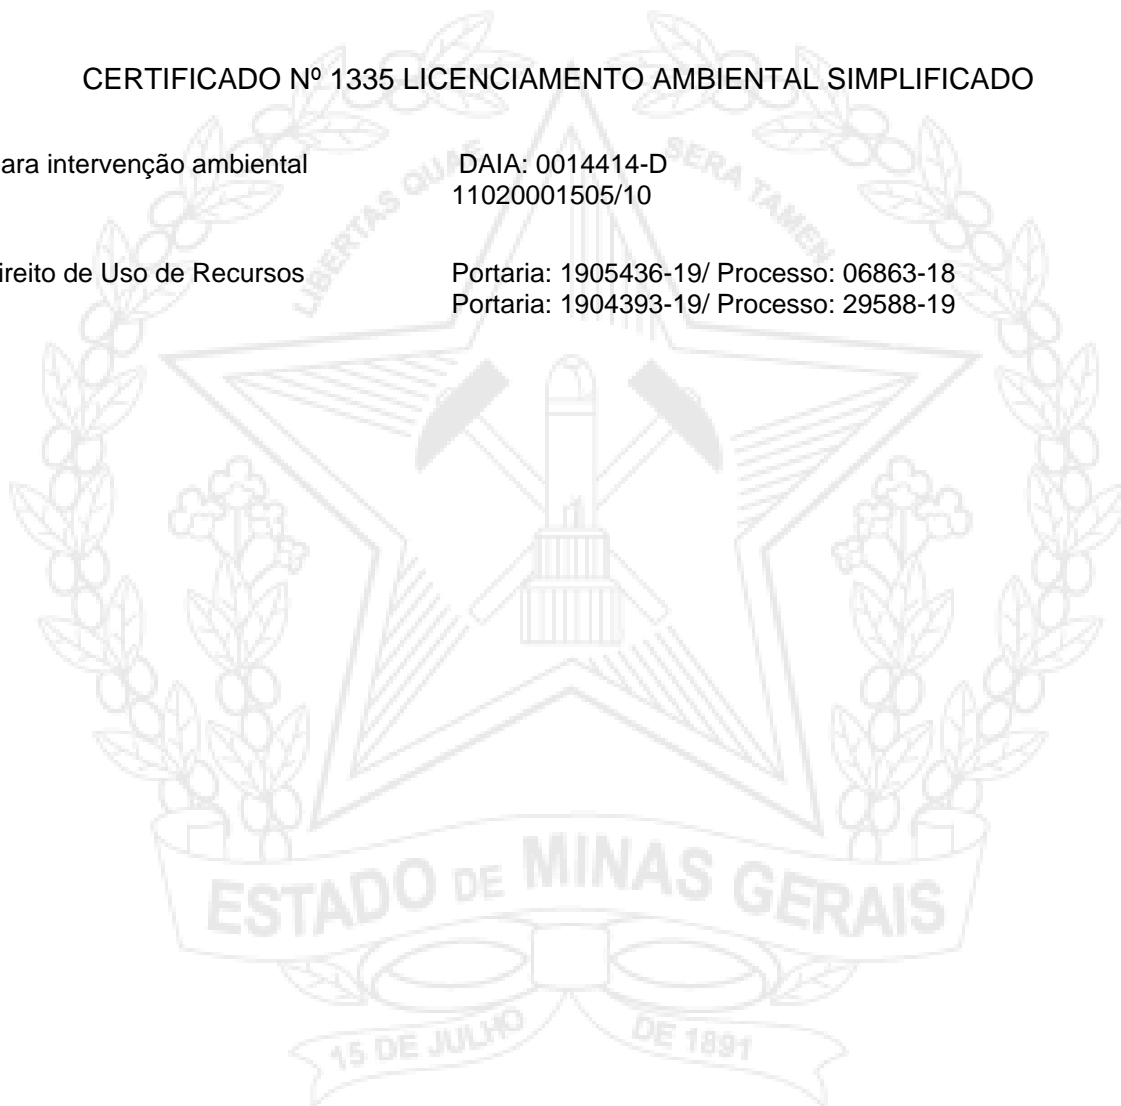 CERTIFICADO Nº 1335 LICENCIAMENTO AMBIENTAL SIMPLIFICADO
ara intervenção ambiental DAIA: 0014414-D
11020001505/10
ireito de Uso de Recursos Portaria: 1905436-19/ Processo: 06863-18
Portaria: 1904393-19/ Processo: 29588-19
LIBERTAS QUAE SERA TAMEN
ESTADO DE MINAS GERAIS
15 DE JULHO DE 1891